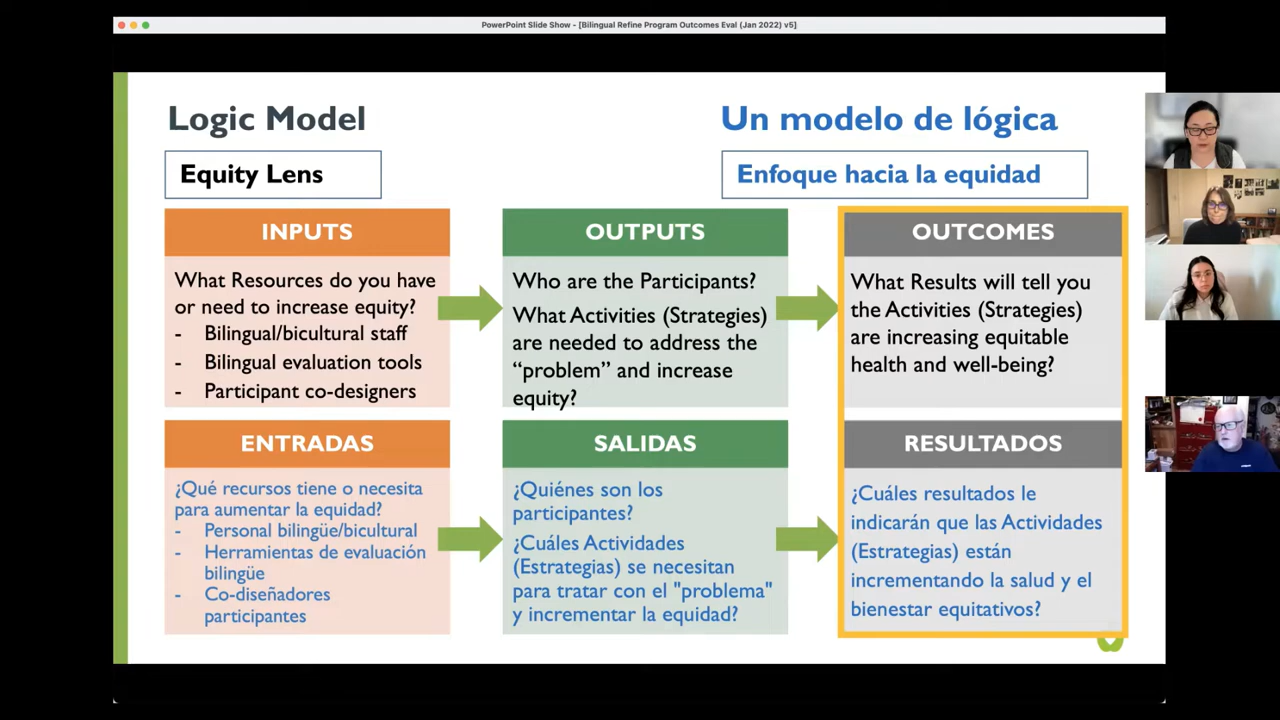 PowerPoint Slide Show - [Bilingual Refine Program Outcomes Eval (Jan 2022) v5]
Logic Model
Un modelo de lógica
Equity Lens
Enfoque hacia la equidad
INPUTS
What Resources do you have
or need to increase equity?
- Bilingual/bicultural staff
- Bilingual evaluation tools
- Participant co-designers
OUTPUTS
Who are the Participants?
What Activities (Strategies)
are needed to address the
“problem” and increase
equity?
OUTCOMES
What Results will tell you
the Activities (Strategies)
are increasing equitable
health and well-being?
ENTRADAS
¿Qué recursos tiene o necesita
para aumentar la equidad?
- Personal bilingüe/bicultural
- Herramientas de evaluación
bilingüe
- Co-diseñadores
participantes
SALIDAS
¿Quiénes son los
participantes?
¿Cuáles Actividades
(Estrategias) se necesitan
para tratar con el "problema"
y incrementar la equidad?
RESULTADOS
¿Cuáles resultados le
indicarán que las Actividades
(Estrategias) están
incrementando la salud y el
bienestar equitativos?